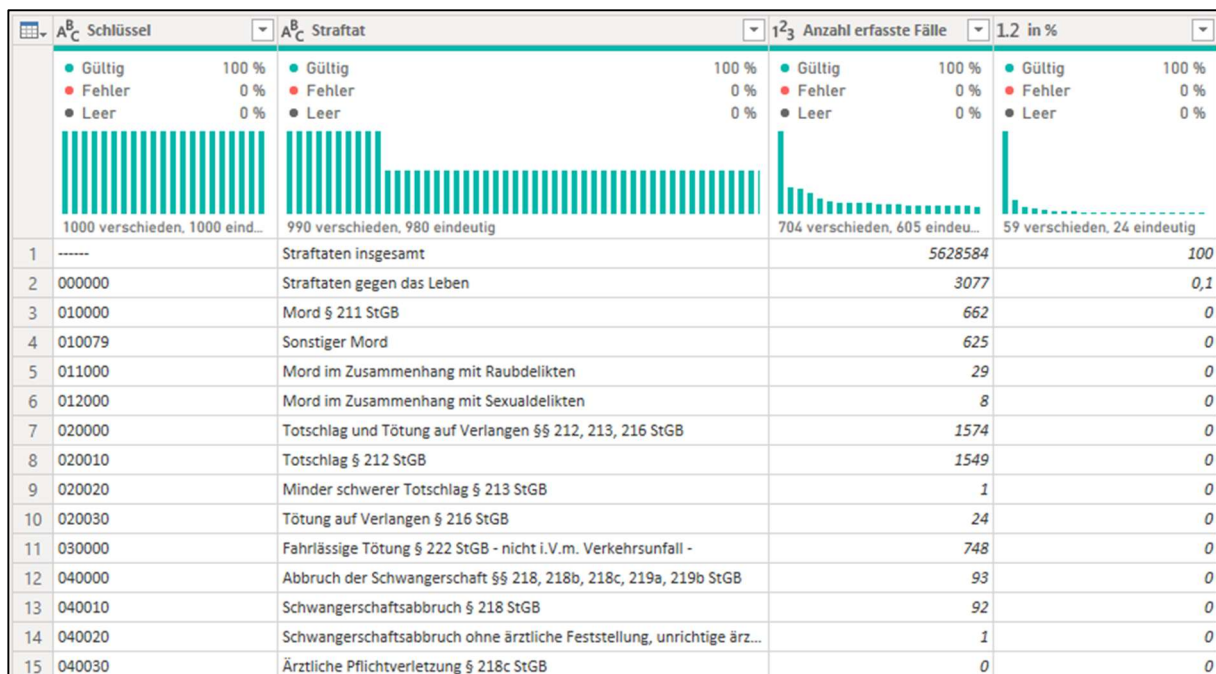 ABC Schlüssel ABC Straftat 123 Anzahl erfasste Fälle 1.2 in %
Gültig 100 % Gültig 100 % Gültig 100 % Gültig 100 %
Fehler 0 % Fehler 0 % Fehler 0 % Fehler 0 %
Leer 0 % Leer 0 % Leer 0 % Leer 0 %
1000 verschieden, 1000 eind... 990 verschieden, 980 eindeutig 704 verschieden, 605 eindeu... 59 verschieden, 24 eindeutig
1 ------ Straftaten insgesamt 5628584 100
2 000000 Straftaten gegen das Leben 3077 0,1
3 010000 Mord § 211 StGB 662 0
4 010079 Sonstiger Mord 625 0
5 011000 Mord im Zusammenhang mit Raubdelikten 29 0
6 012000 Mord im Zusammenhang mit Sexualdelikten 8 0
7 020000 Totschlag und Tötung auf Verlangen §§ 212, 213, 216 StGB 1574 0
8 020010 Totschlag § 212 StGB 1549 0
9 020020 Minder schwerer Totschlag § 213 StGB 1 0
10 020030 Tötung auf Verlangen § 216 StGB 24 0
11 030000 Fahrlässige Tötung § 222 StGB - nicht i.V.m. Verkehrsunfall - 748 0
12 040000 Abbruch der Schwangerschaft §§ 218, 218b, 218c, 219a, 219b StGB 93 0
13 040010 Schwangerschaftsabbruch § 218 StGB 92 0
14 040020 Schwangerschaftsabbruch ohne ärztliche Feststellung, unrichtige ärz... 1 0
15 040030 Ärztliche Pflichtverletzung § 218c StGB 0 0